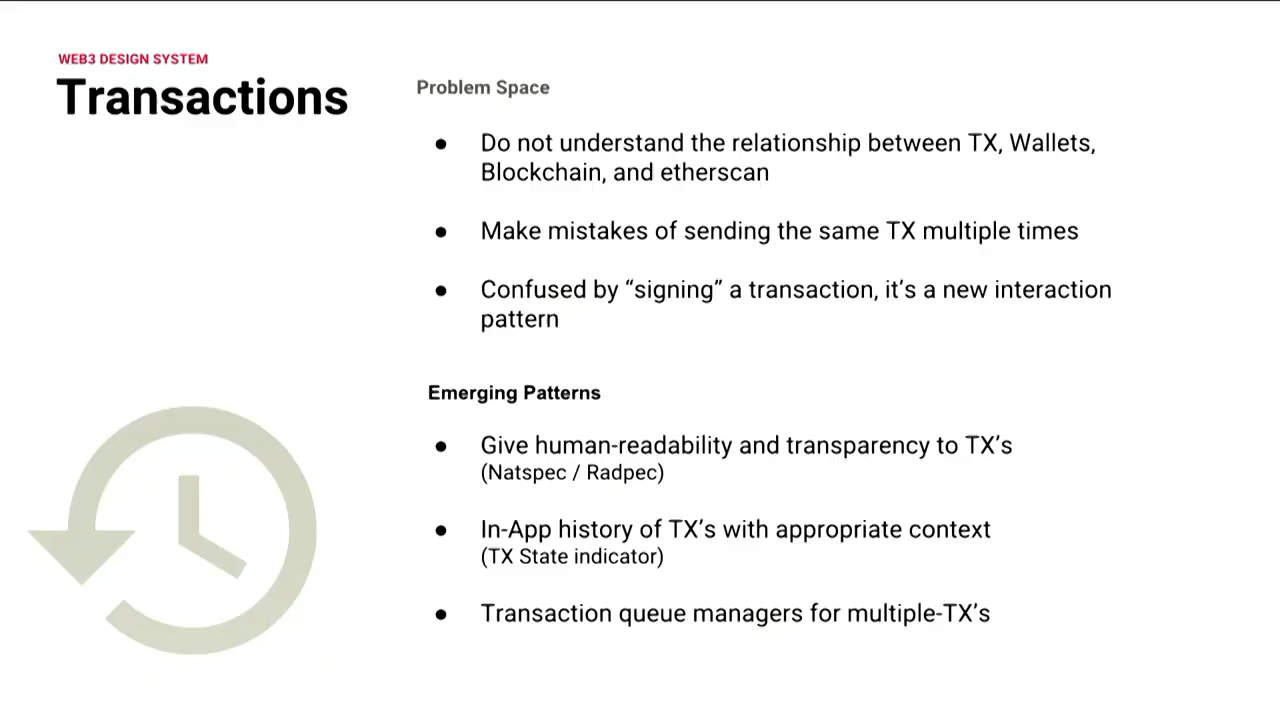 WEB3 DESIGN SYSTEM
Transactions
Problem Space
● Do not understand the relationship between TX, Wallets,
Blockchain, and etherscan
● Make mistakes of sending the same TX multiple times
● Confused by “signing” a transaction, it’s a new interaction
pattern
Emerging Patterns
● Give human-readability and transparency to TX’s
(Natspec / Radpec)
● In-App history of TX’s with appropriate context
(TX State indicator)
● Transaction queue managers for multiple-TX’s